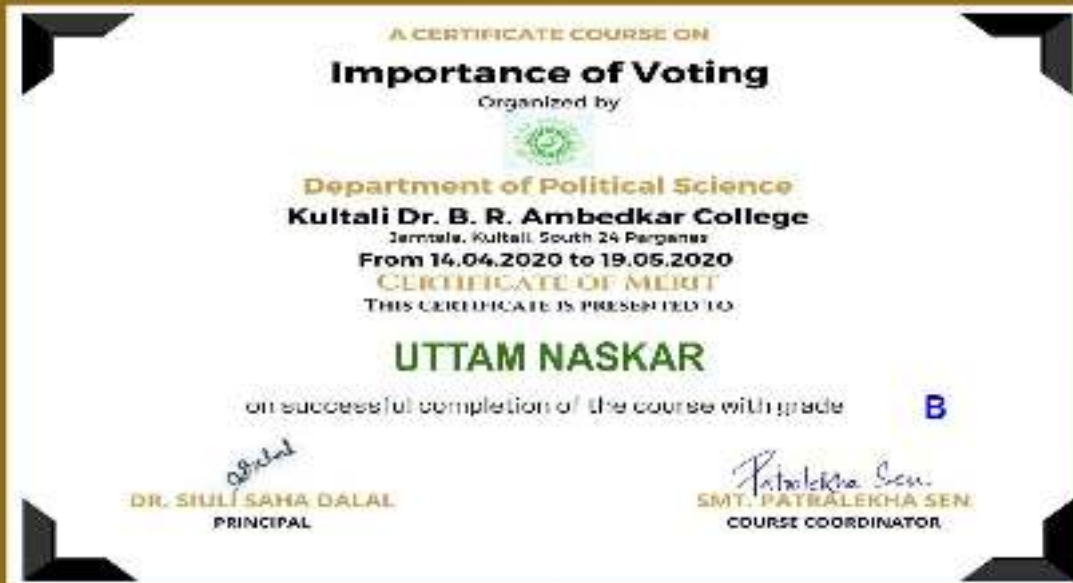 A CERTIFICATE COURSE ON
Importance of Voting
Organized by
Department of Political Science
Kultali Dr. B. R. Ambedkar College
Jamtala, Kultali, South 24 Parganas
From 14.04.2020 to 19.05.2020
CERTIFICATE OF MERIT
THIS CERTIFICATE IS PRESENTED TO
UTTAM NASKAR
on successful completion of the course with grade B
Patralekha Sen.
DR. SIULI SAHA DALAL
SMT. PATRALEKHA SEN
PRINCIPAL
COURSE COORDINATOR